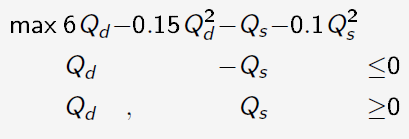 max 6 Q_d − 0.15 Q_d^2 − Q_s − 0.1 Q_s^2
Q_d − Q_s ≤ 0
Q_d , Q_s ≥ 0